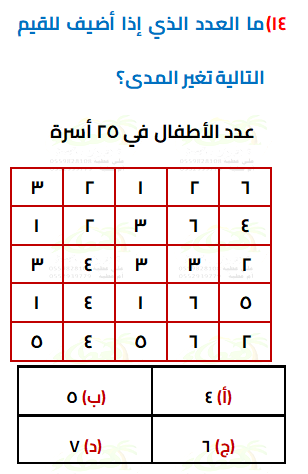 ١٤) ما العدد الذي إذا أضيف للقيم
التالية تغير المدى؟
عدد الأطفال في ٢٥ أسرة
٦ ٢ ١ ٢ ٣
٤ ٦ ٣ ٢ ١
٢ ٣ ٣ ٤ ٣
٥ ٦ ١ ٤ ١
٢ ٦ ٥ ٤ ٥
(أ) ٤ (ب) ٥
(ج) ٦ (د) ٧